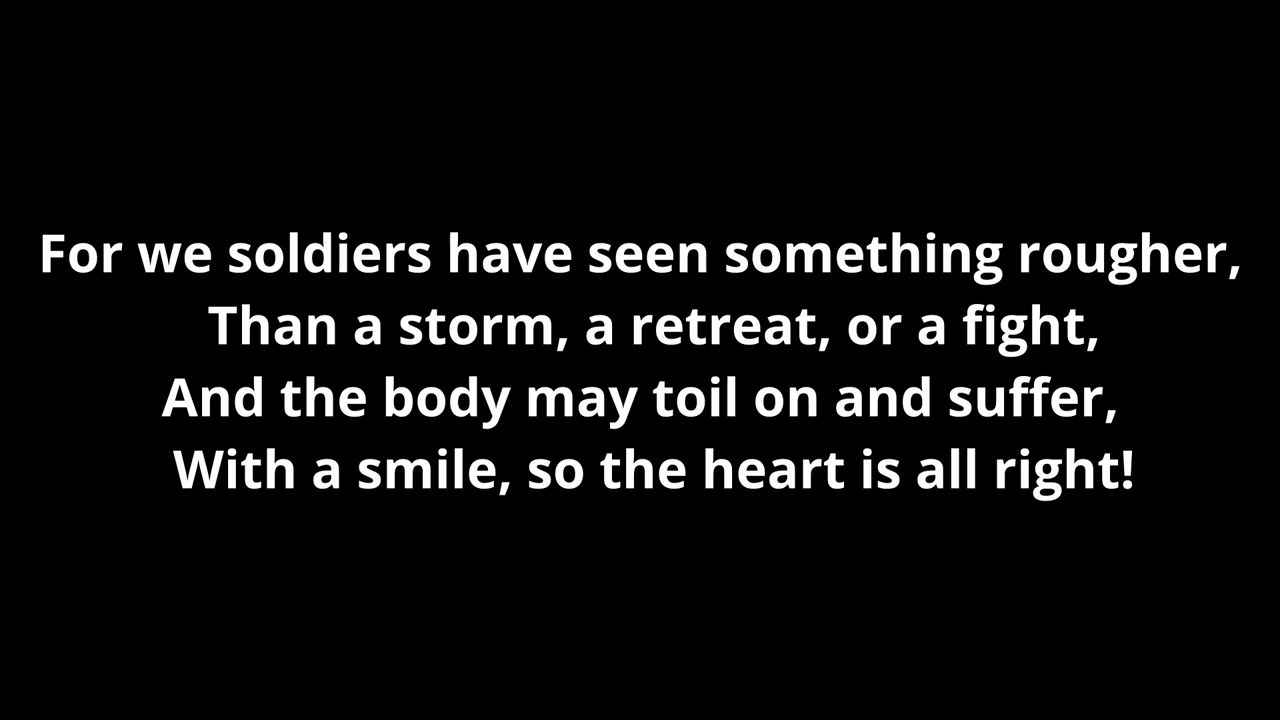 For we soldiers have seen something rougher,
Than a storm, a retreat, or a fight,
And the body may toil on and suffer,
With a smile, so the heart is all right!